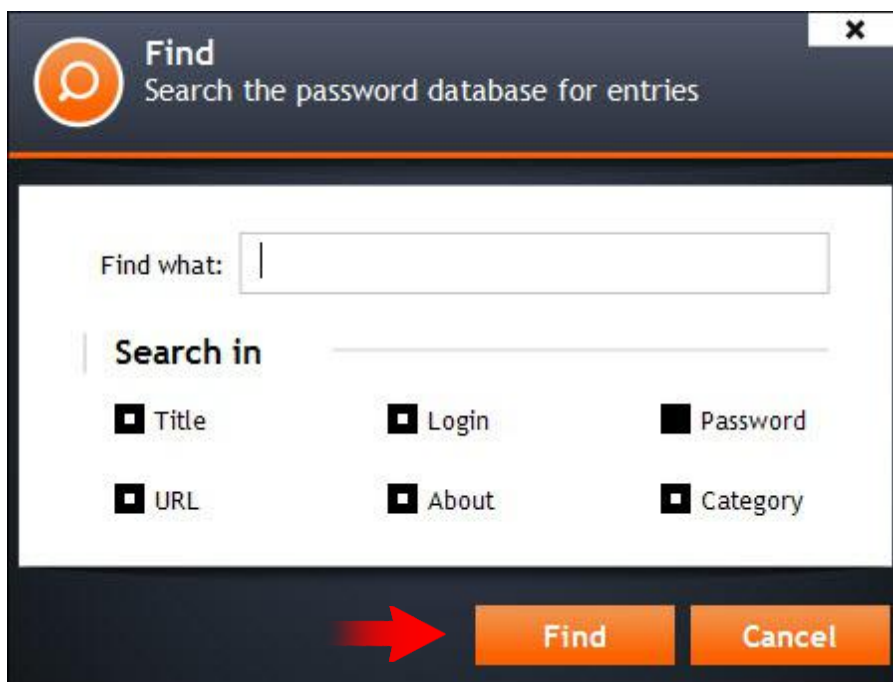 Find
Search the password database for entries
Find what:
Search in
Title Login Password
URL About Category
Find Cancel